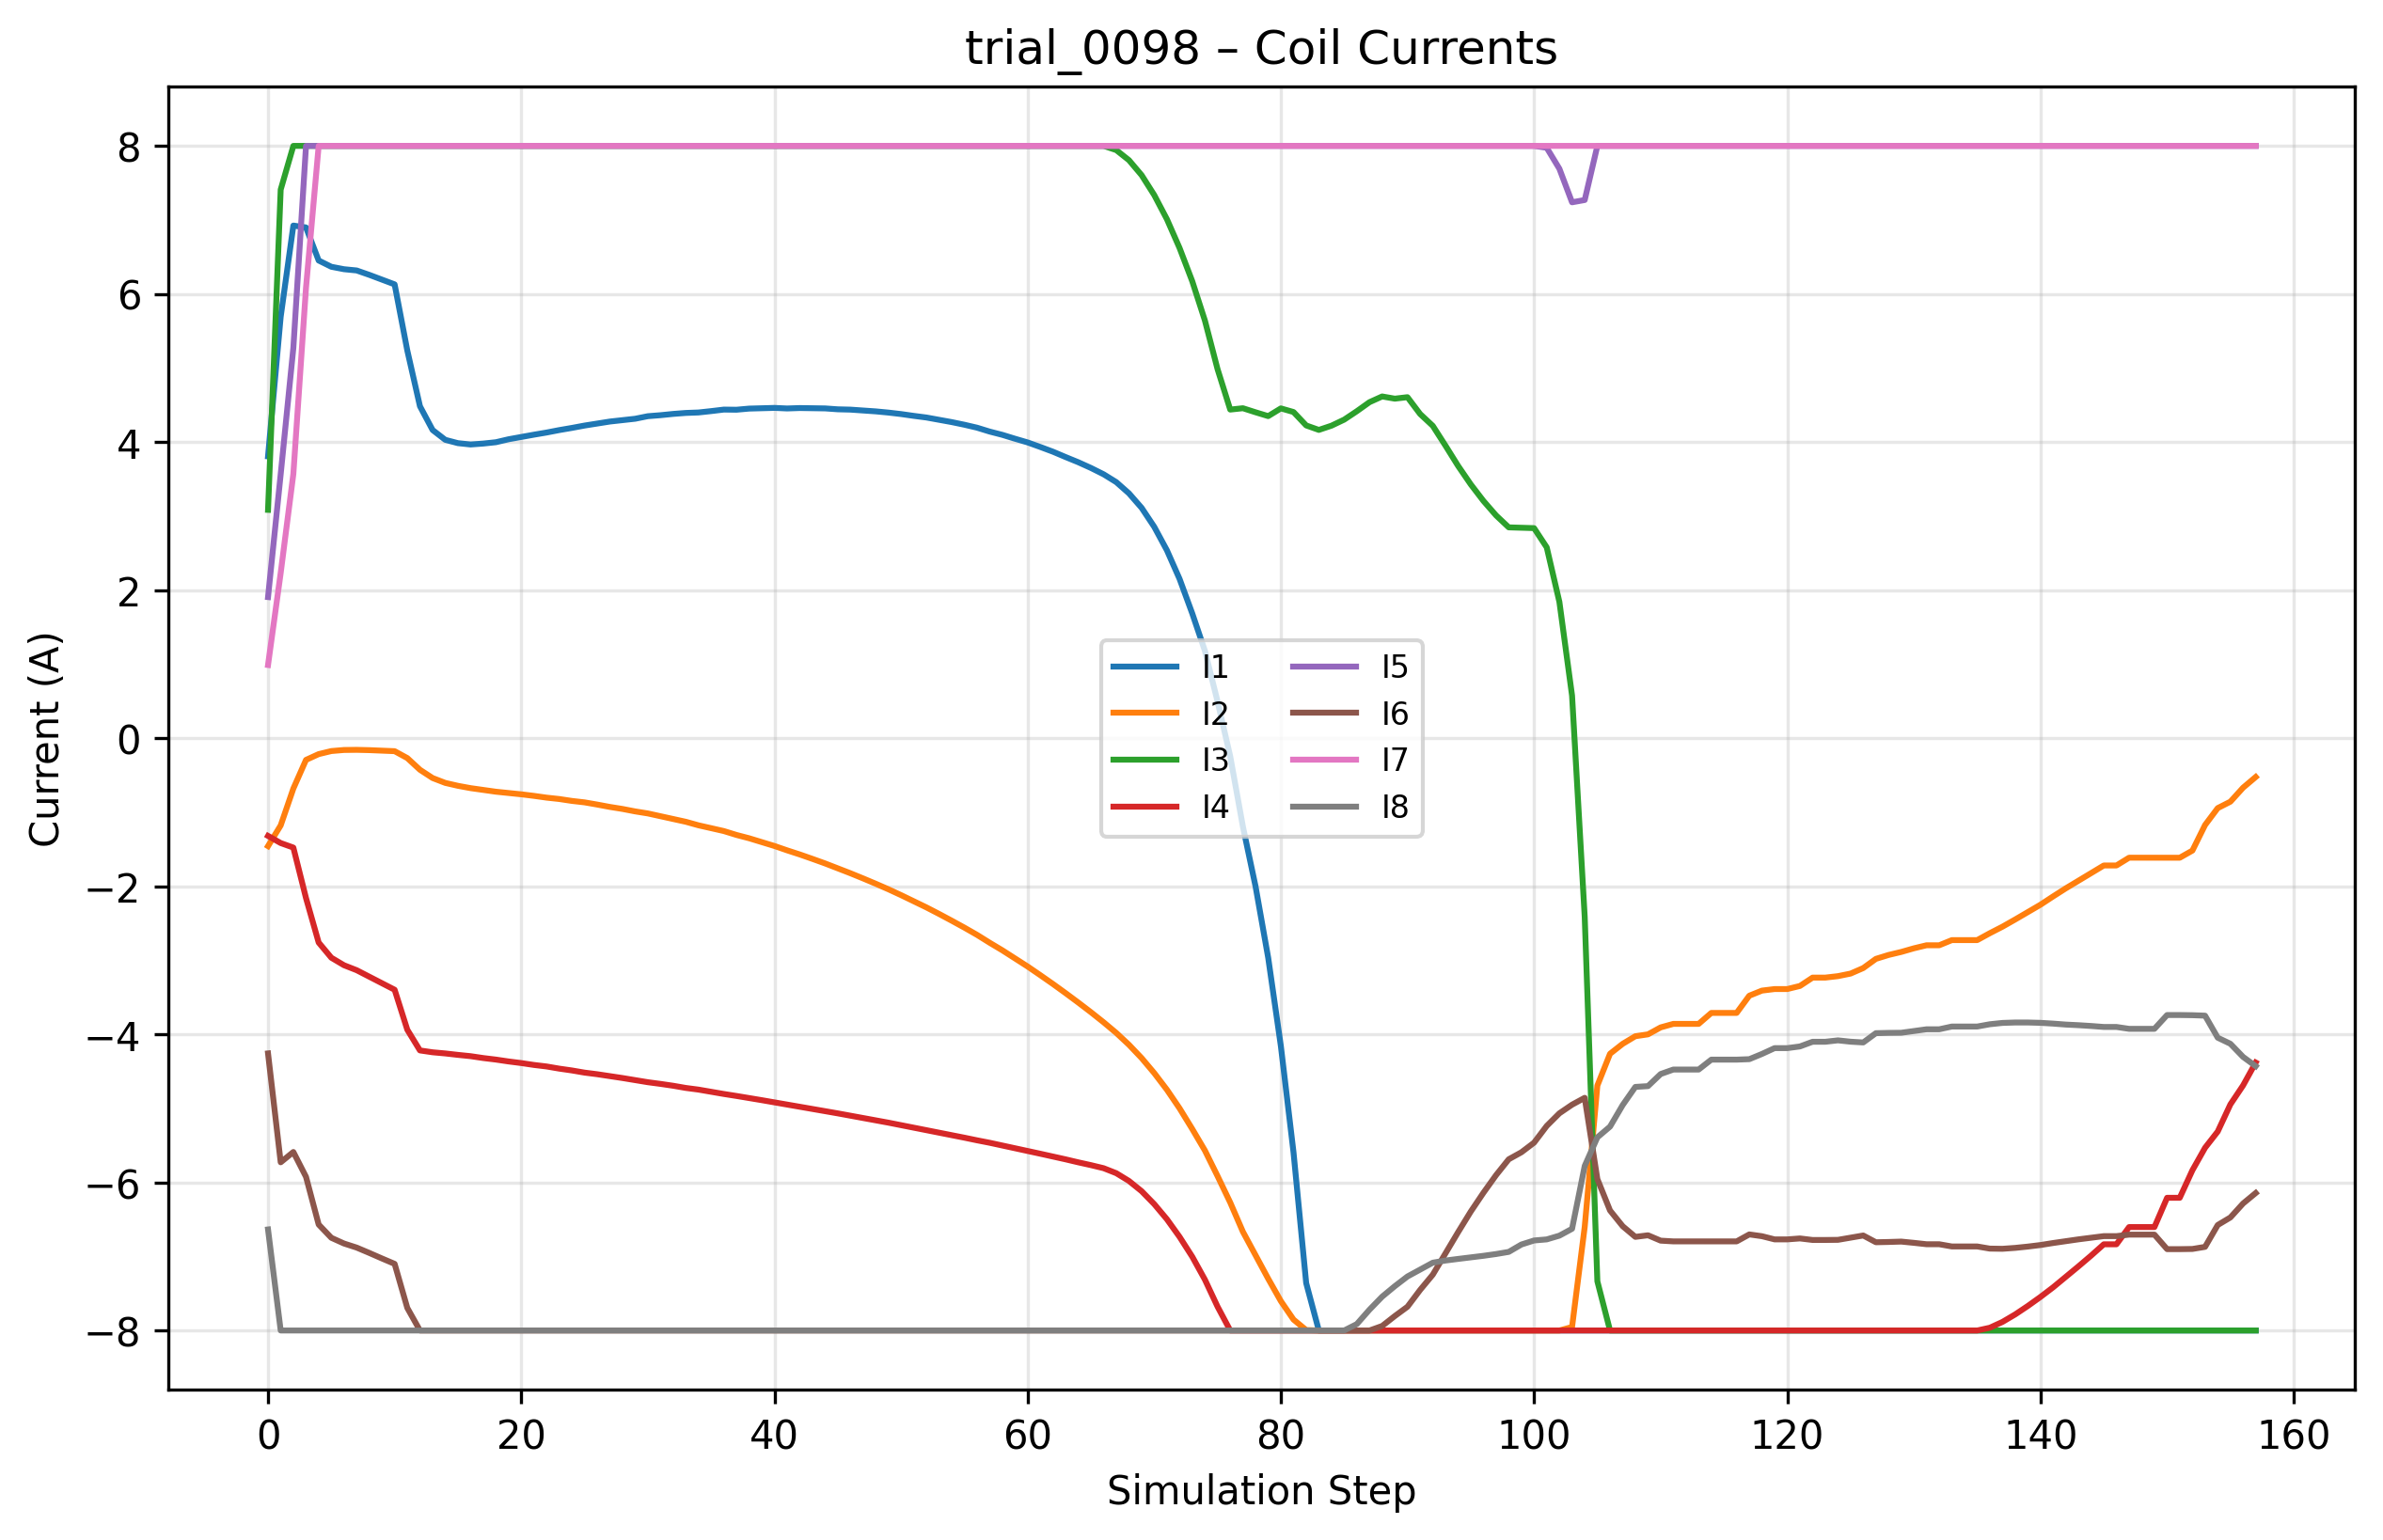 trial_0098 – Coil Currents
Current (A)
8
6
4
2
0
−2
−4
−6
−8
I1
I2
I3
I4
I5
I6
I7
I8
0
20
40
60
80
100
120
140
160
Simulation Step